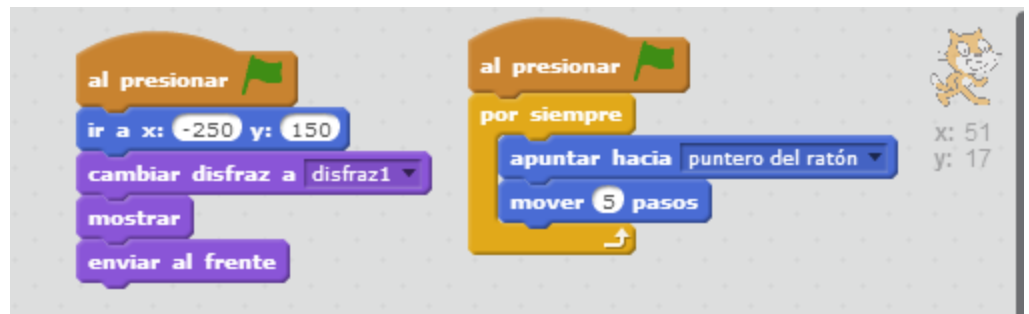 al presionar
ir a x: -250 y: 150
cambiar disfraz a disfraz1
mostrar
enviar al frente
al presionar
por siempre
apuntar hacia puntero del ratón
mover 5 pasos
x: 51
y: 17